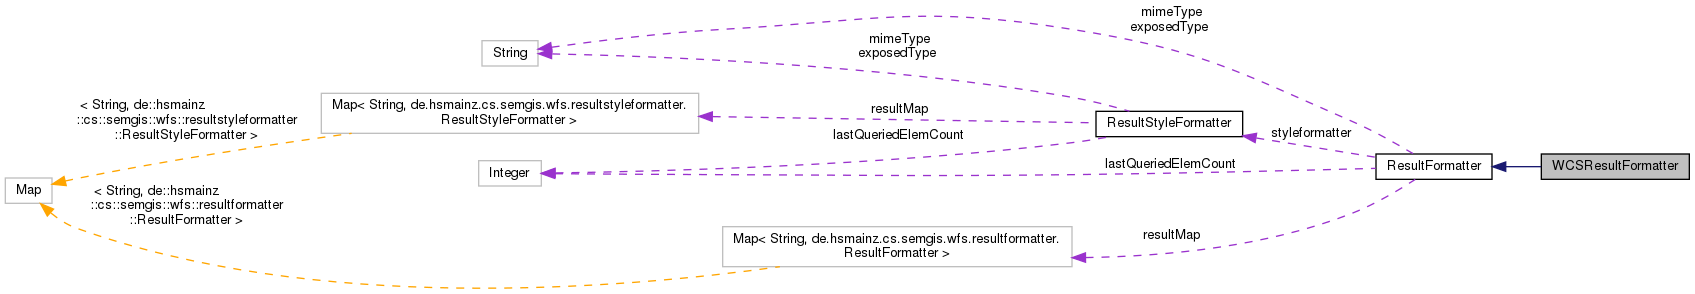 mimeType
exposedType
mimeType
exposedType
String
< String, de::hsmainz
::cs::semgis::wfs::resultstyleformatter
::ResultStyleFormatter >
Map< String, de.hsmainz.cs.semgis.wfs.resultstyleformatter.
ResultStyleFormatter >
resultMap
ResultStyleFormatter
lastQueriedElemCount
styleformatter
Integer
lastQueriedElemCount
ResultFormatter
WCSResultFormatter
Map
< String, de::hsmainz
::cs::semgis::wfs::resultformatter
::ResultFormatter >
Map< String, de.hsmainz.cs.semgis.wfs.resultformatter.
ResultFormatter >
resultMap